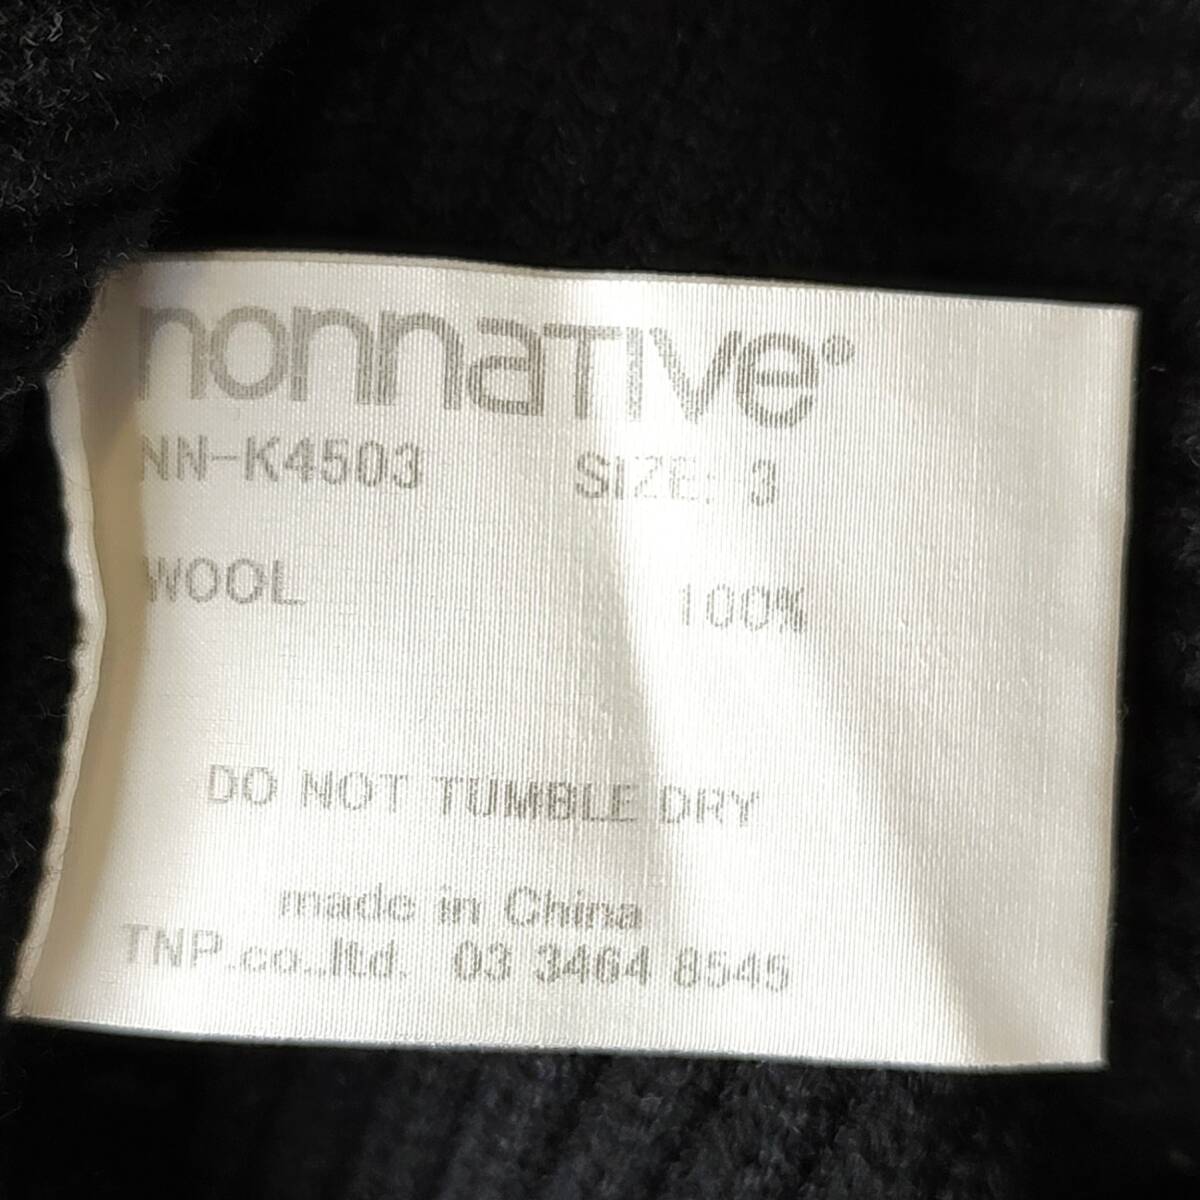 nonnative
NN-K4503 SIZE: 3
WOOL 100%
DO NOT TUMBLE DRY
made in China
TNP.co.,ltd. 03 3464 8545